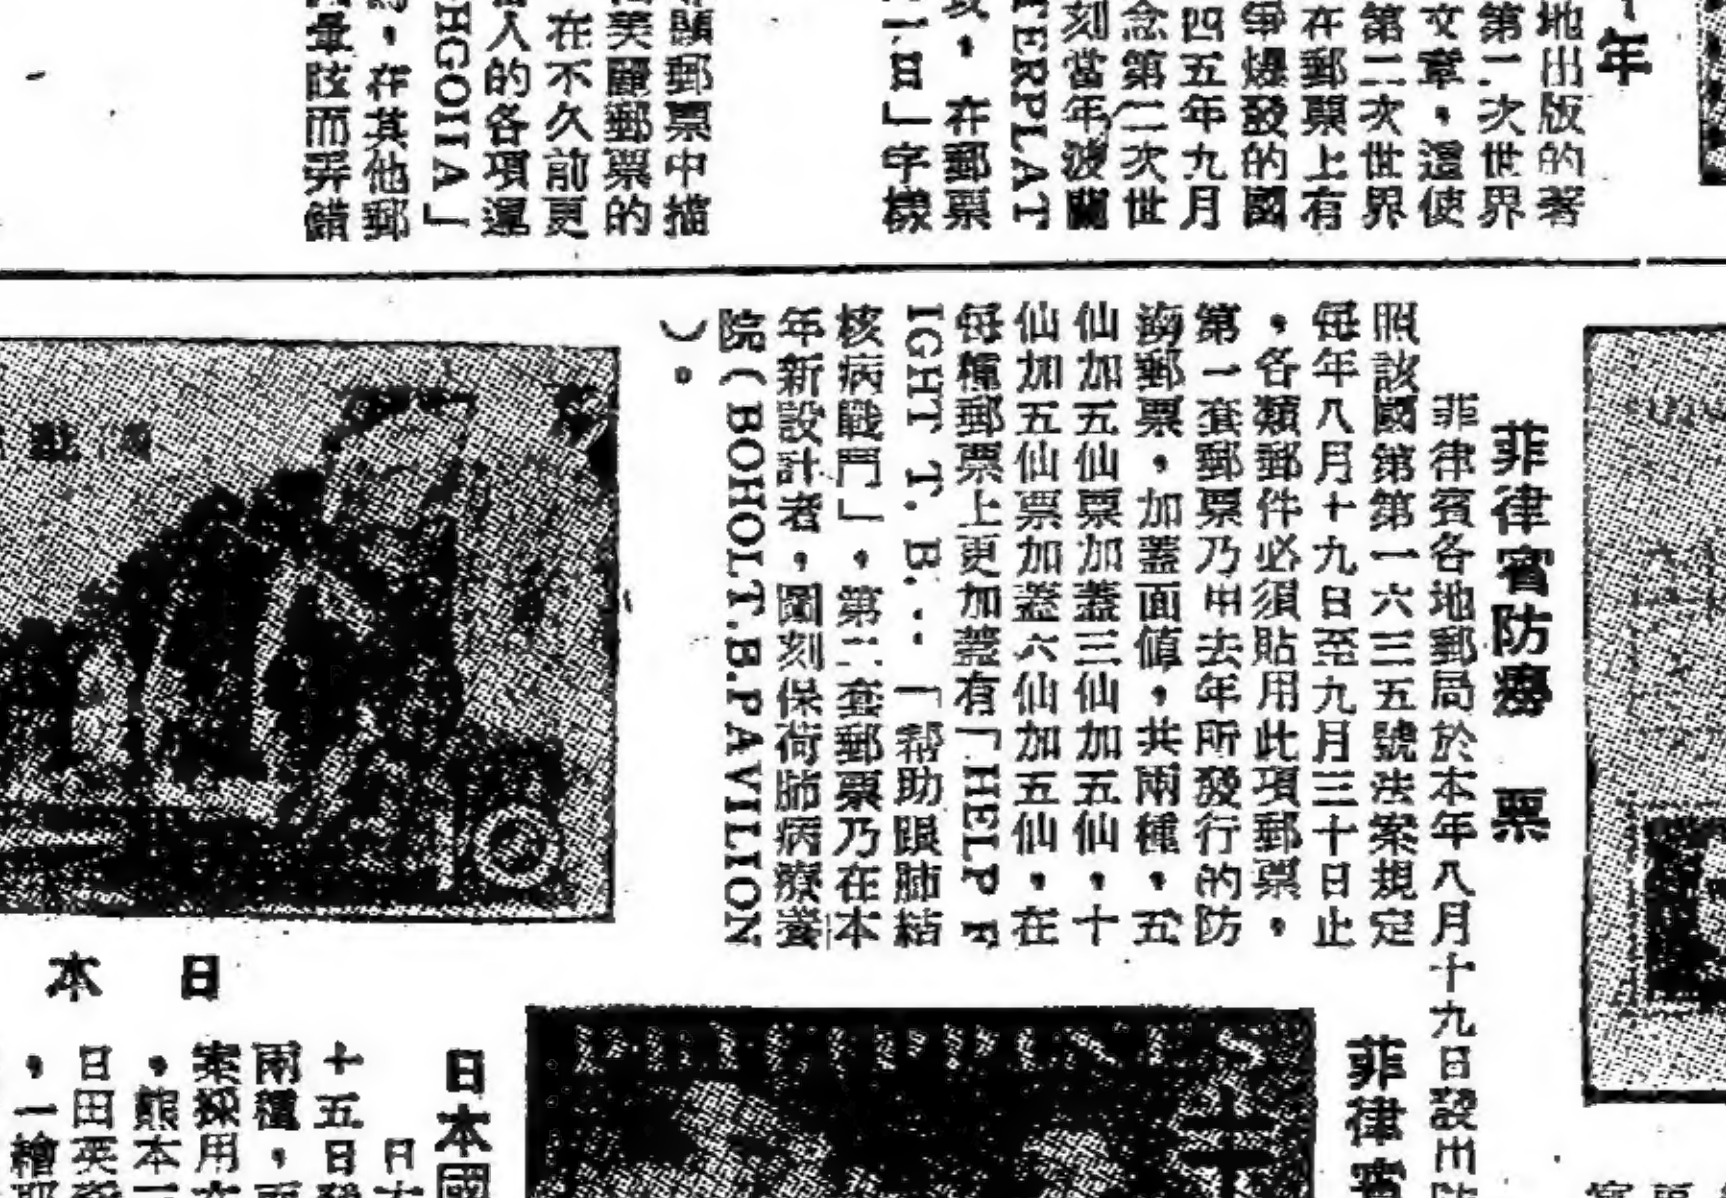 年
地出版的著
第二次世界
文章，還使
第二次世界
在郵票上有
爭爆發的國
四五年九月
念第二次世
刻當年波蘭
TERPLAT
，在郵票
日」字樣
顯郵票中描
美麗郵票的
在不久前更
人的各項運
HGOIIA」
，在其他郵
暈眩而弄錯
菲律賓防癆 票
菲律賓各地郵局於本年八月十九日發出防
照該國第第一六三五號法案規定
每年八月十九日至九月三十日止
，各類郵件必須貼用此項郵票，
第一套郵票乃由去年所發行的防
癆郵票，加蓋面值，共兩種，五
仙加五仙票加蓋三仙加五仙，十
仙加五仙票加蓋六仙加五仙，在
每種郵票上更加蓋有「HELP F
IGHT T. B.：「幫助跟肺結
核病戰鬥」，第二套郵票乃在本
年新設計者，圖刻保荷肺病療養
院（BOHOLT.B.PAVILION
）。
菲律賓
PHILIPPINES
日 本
日本國
十五日發
兩種，
案採用
，熊本
日田英
，一繪